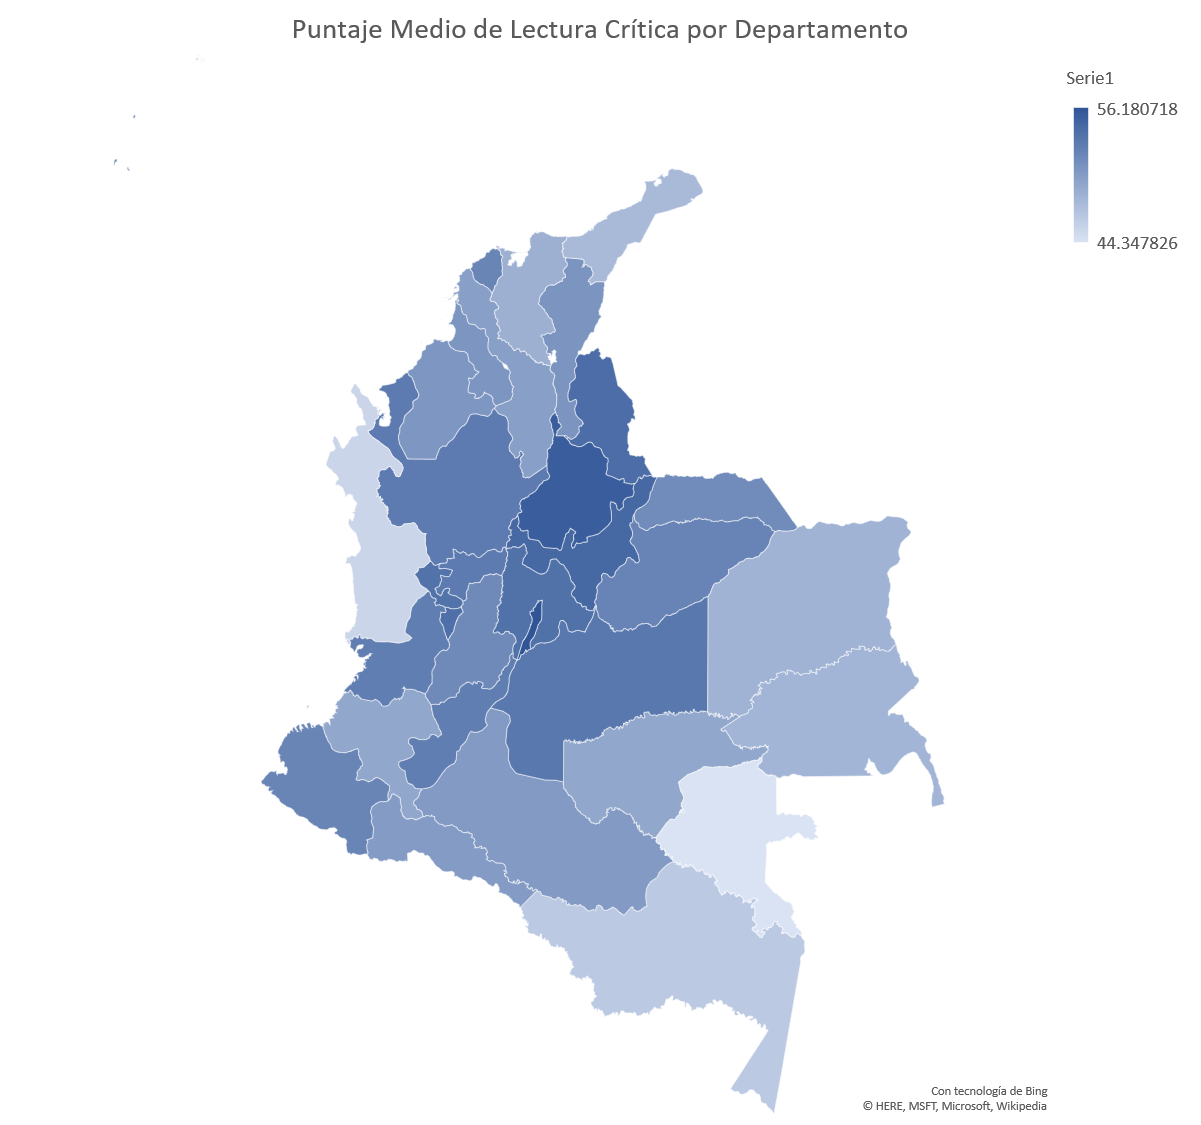 Puntaje Medio de Lectura Crítica por Departamento
Serie1
56.180718
44.347826
Con tecnología de Bing
© HERE, MSFT, Microsoft, Wikipedia